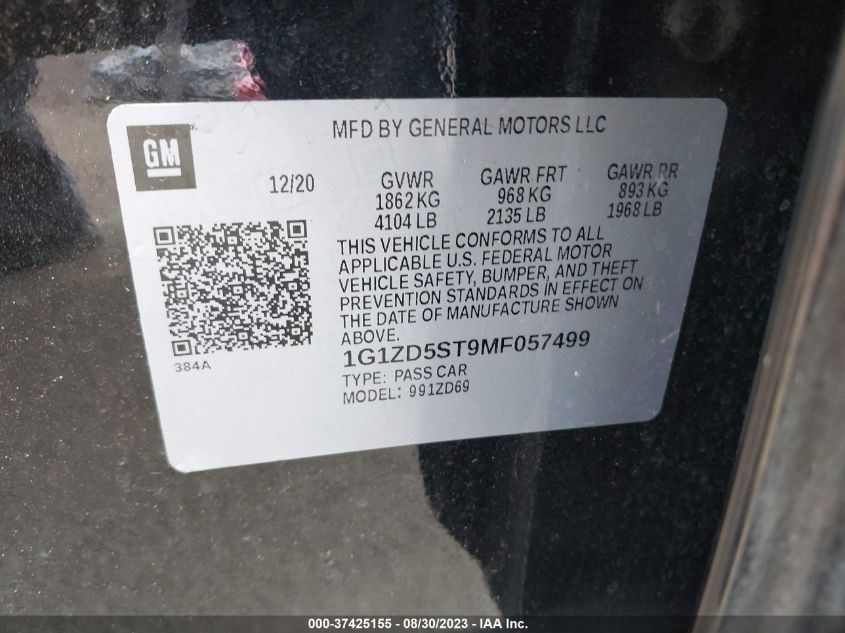 MFD BY GENERAL MOTORS LLC
GM
12/20
GVWR
1862 KG
4104 LB
GAWR FRT
968 KG
2135 LB
GAWR RR
893 KG
1968 LB
THIS VEHICLE CONFORMS TO ALL
APPLICABLE U.S. FEDERAL MOTOR
VEHICLE SAFETY, BUMPER, AND THEFT
PREVENTION STANDARDS IN EFFECT ON
THE DATE OF MANUFACTURE SHOWN
ABOVE.
384A
1G1ZD5ST9MF057499
TYPE: PASS CAR
MODEL: 991ZD69
000-37425155 - 08/30/2023 - IAA Inc.